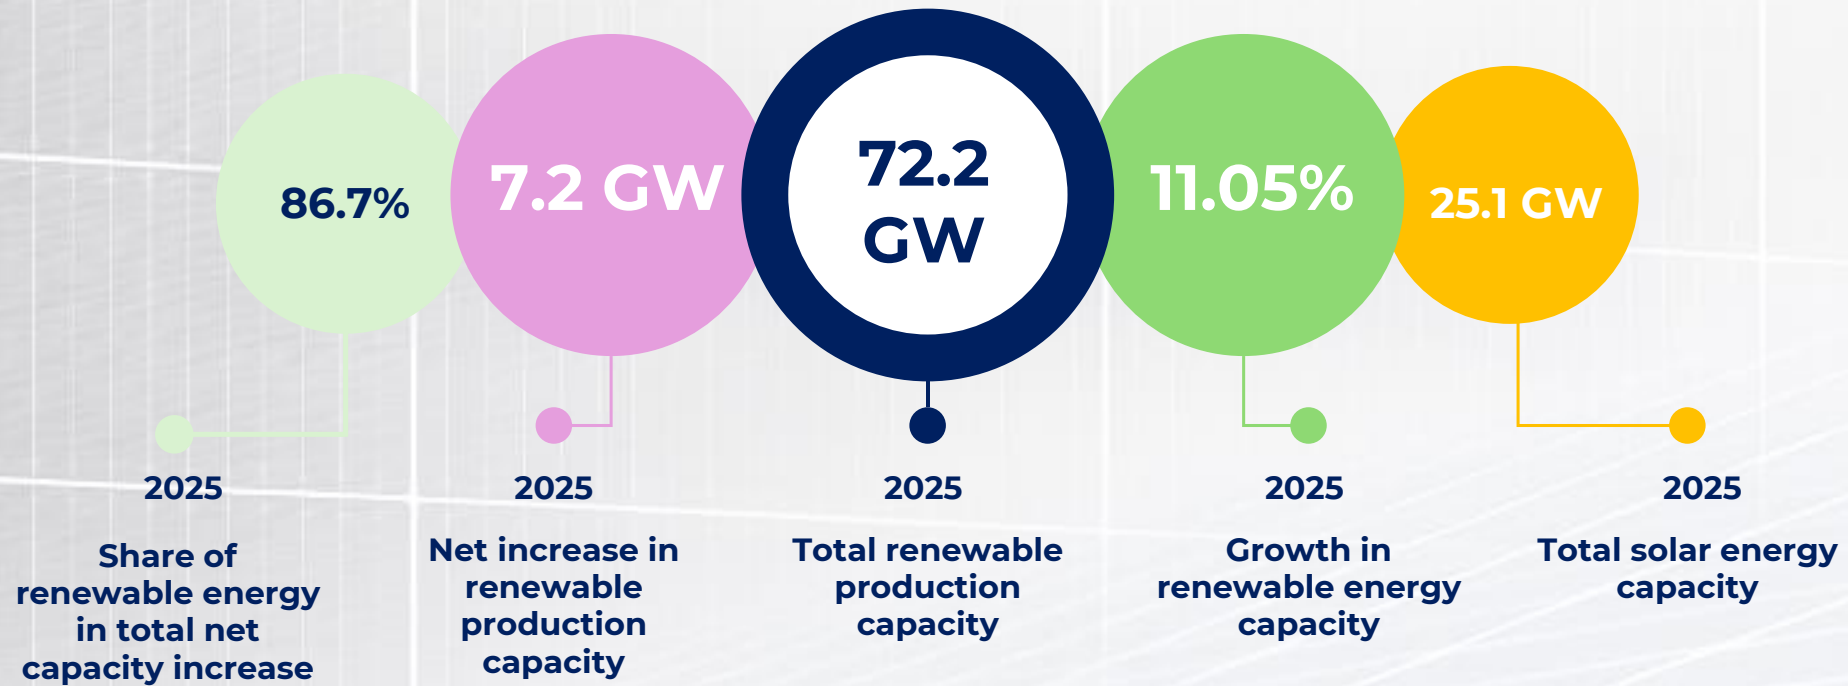 86.7%
7.2 GW
72.2
GW
11.05%
25.1 GW
2025
Share of
renewable energy
in total net
capacity increase
2025
Net increase in
renewable
production
capacity
2025
Total renewable
production
capacity
2025
Growth in
renewable energy
capacity
2025
Total solar energy
capacity